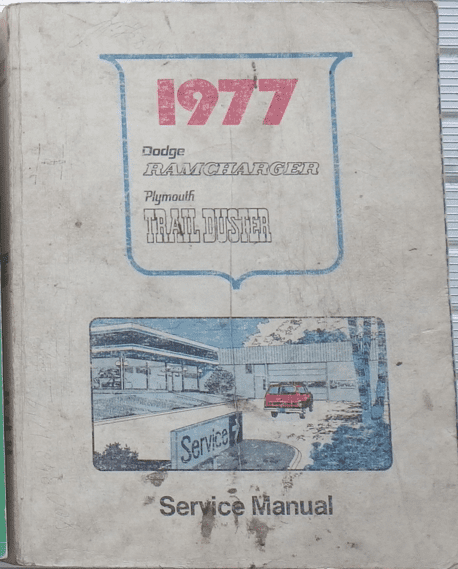 1977
Dodge
RAMCHARGER
Plymouth
TRAIL DUSTER
Service
Service Manual